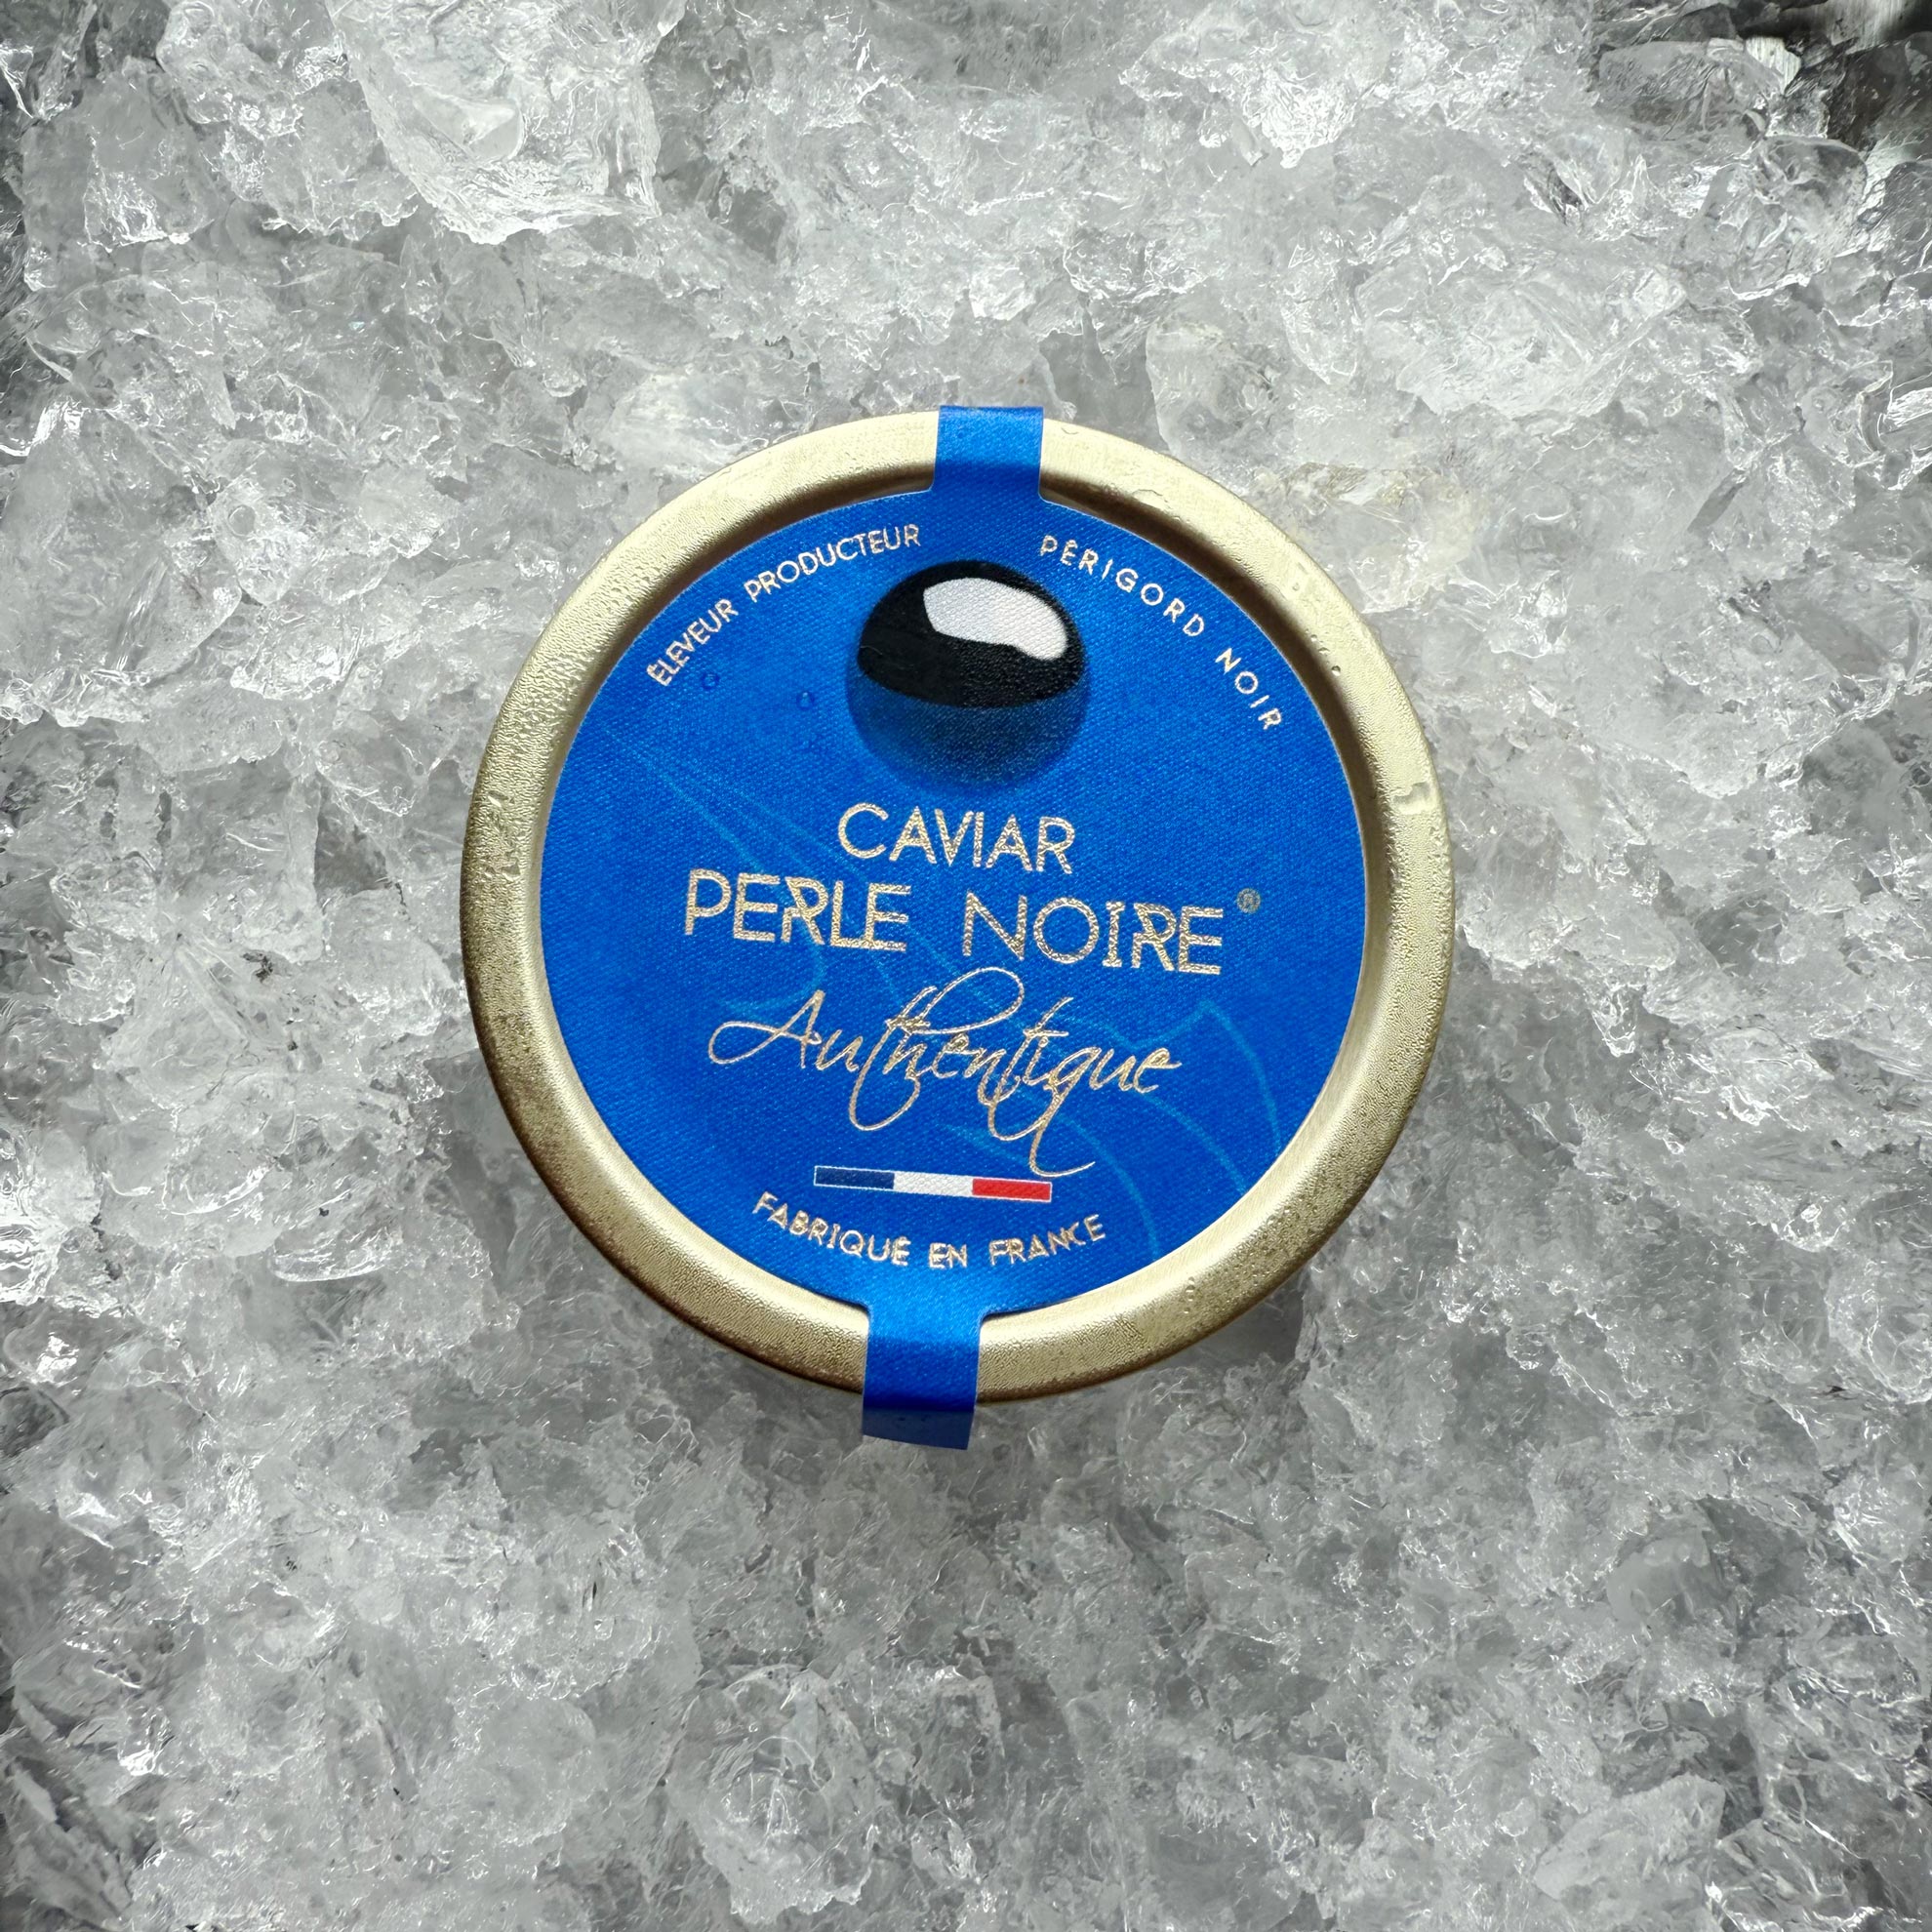 ÉLEVEUR PRODUCTEUR
PÉRIGORD NOIR
CAVIAR
PERLE NOIRE®
Authentique
FABRIQUÉ EN FRANCE